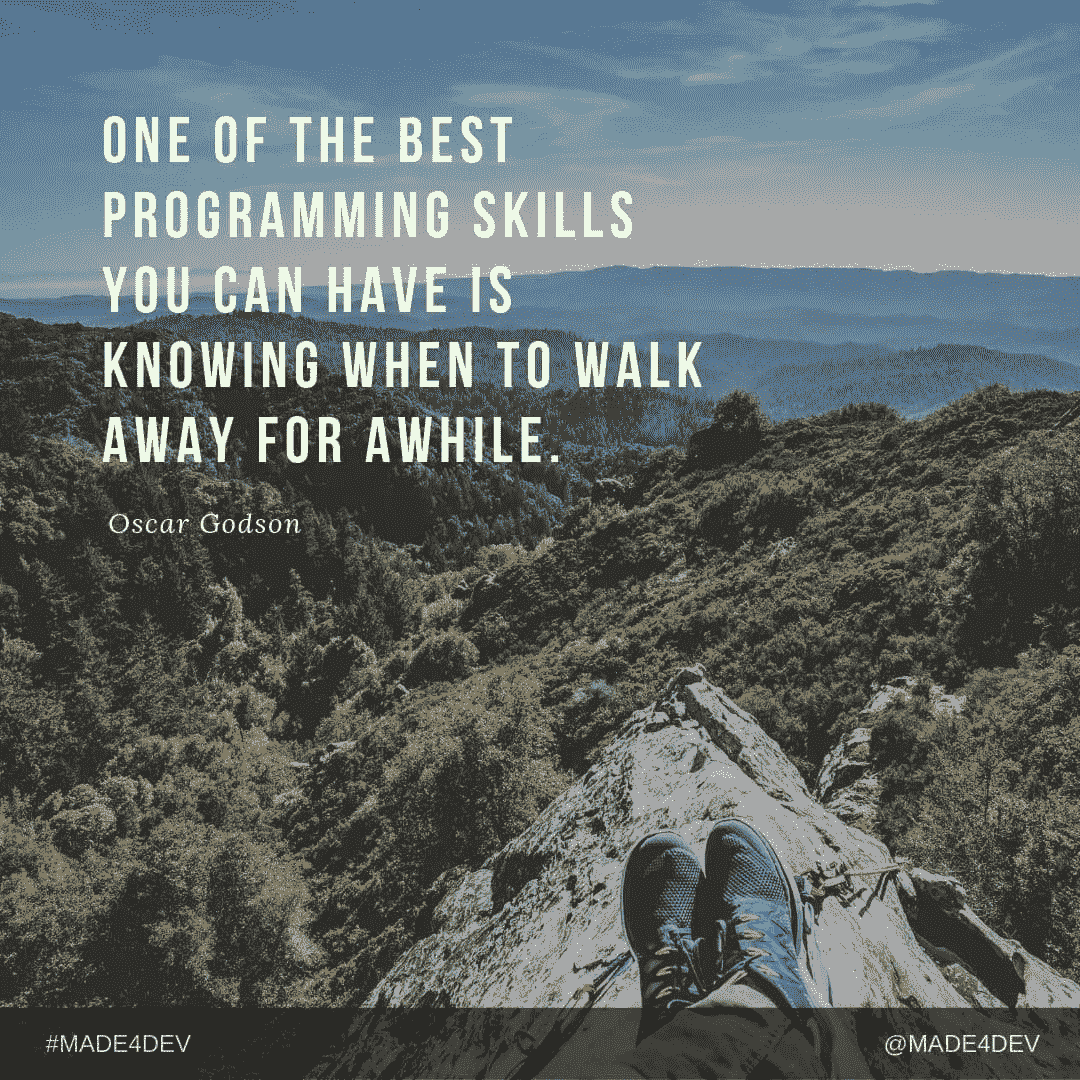 ONE OF THE BEST
PROGRAMMING SKILLS
YOU CAN HAVE IS
KNOWING WHEN TO WALK
AWAY FOR AWHILE.
Oscar Godson
#MADE4DEV
@MADE4DEV